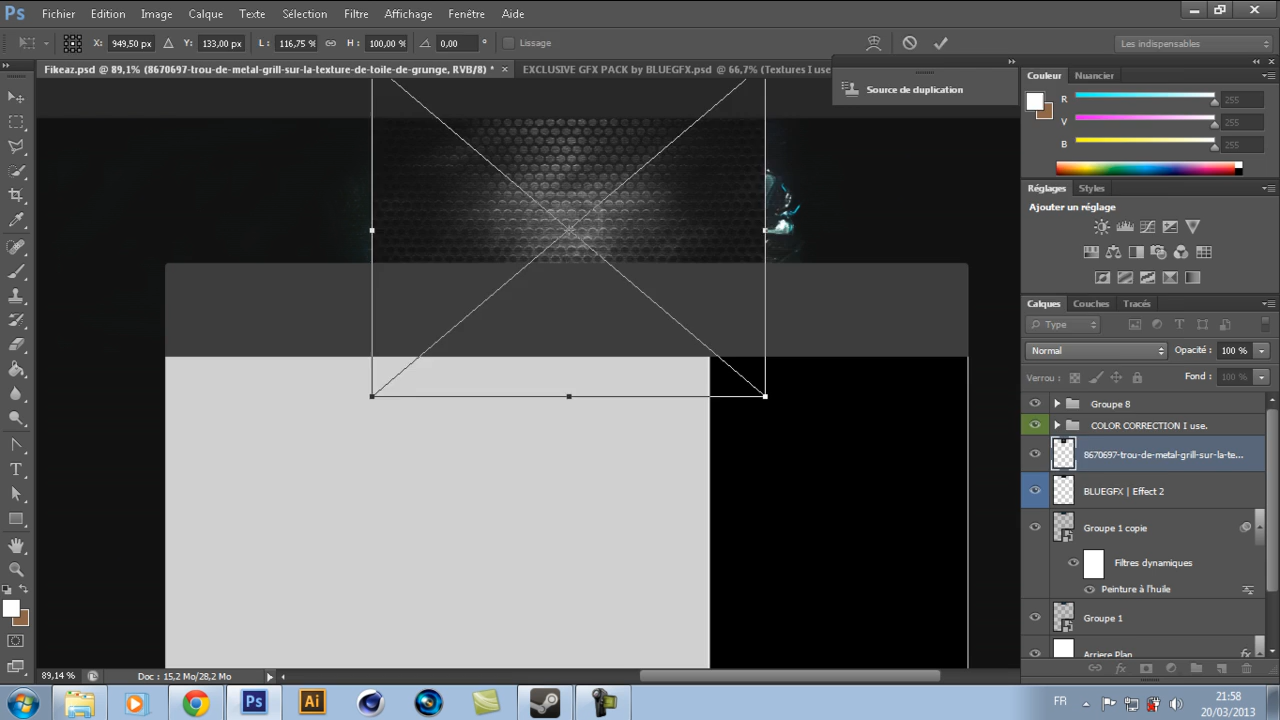 Ps Fichier Edition Image Calque Texte Sélection Filtre Affichage Fenêtre Aide
X: 949,50 px Y: 133,00 px L: 116,75 % H: 100,00 % 0,00 ° Lissage Les indispensables
Fikeaz.psd @ 89,1% (8670697-trou-de-metal-grill-sur-la-texture-de-toile-de-grunge, RVB/8) * × EXCLUSIVE GFX PACK by BLUEGFX.psd @ 66,7% (Textures I use
Source de duplication
Couleur Nuancier
R 255
V 255
B 255
Réglages Styles
Ajouter un réglage
Calques Couches Tracés
Type
Normal Opacité : 100 %
Verrou : Fond : 100 %
Groupe 8
COLOR CORRECTION I use.
8670697-trou-de-metal-grill-sur-la-te...
BLUEGFX | Effect 2
Groupe 1 copie
Filtres dynamiques
Peinture à l'huile
Groupe 1
Arriere Plan fx
89,14 % Doc : 15,2 Mo/28,2 Mo
fx
Ps Ai FR 21:58
20/03/2013